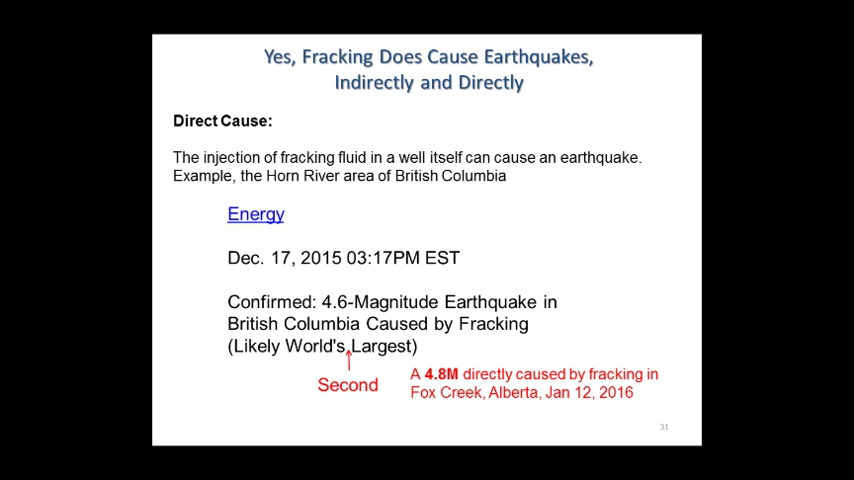 Yes, Fracking Does Cause Earthquakes,
Indirectly and Directly
Direct Cause:
The injection of fracking fluid in a well itself can cause an earthquake.
Example, the Horn River area of British Columbia
Energy
Dec. 17, 2015 03:17PM EST
Confirmed: 4.6-Magnitude Earthquake in
British Columbia Caused by Fracking
(Likely World's Largest)
Second
A 4.8M directly caused by fracking in
Fox Creek, Alberta, Jan 12, 2016
31